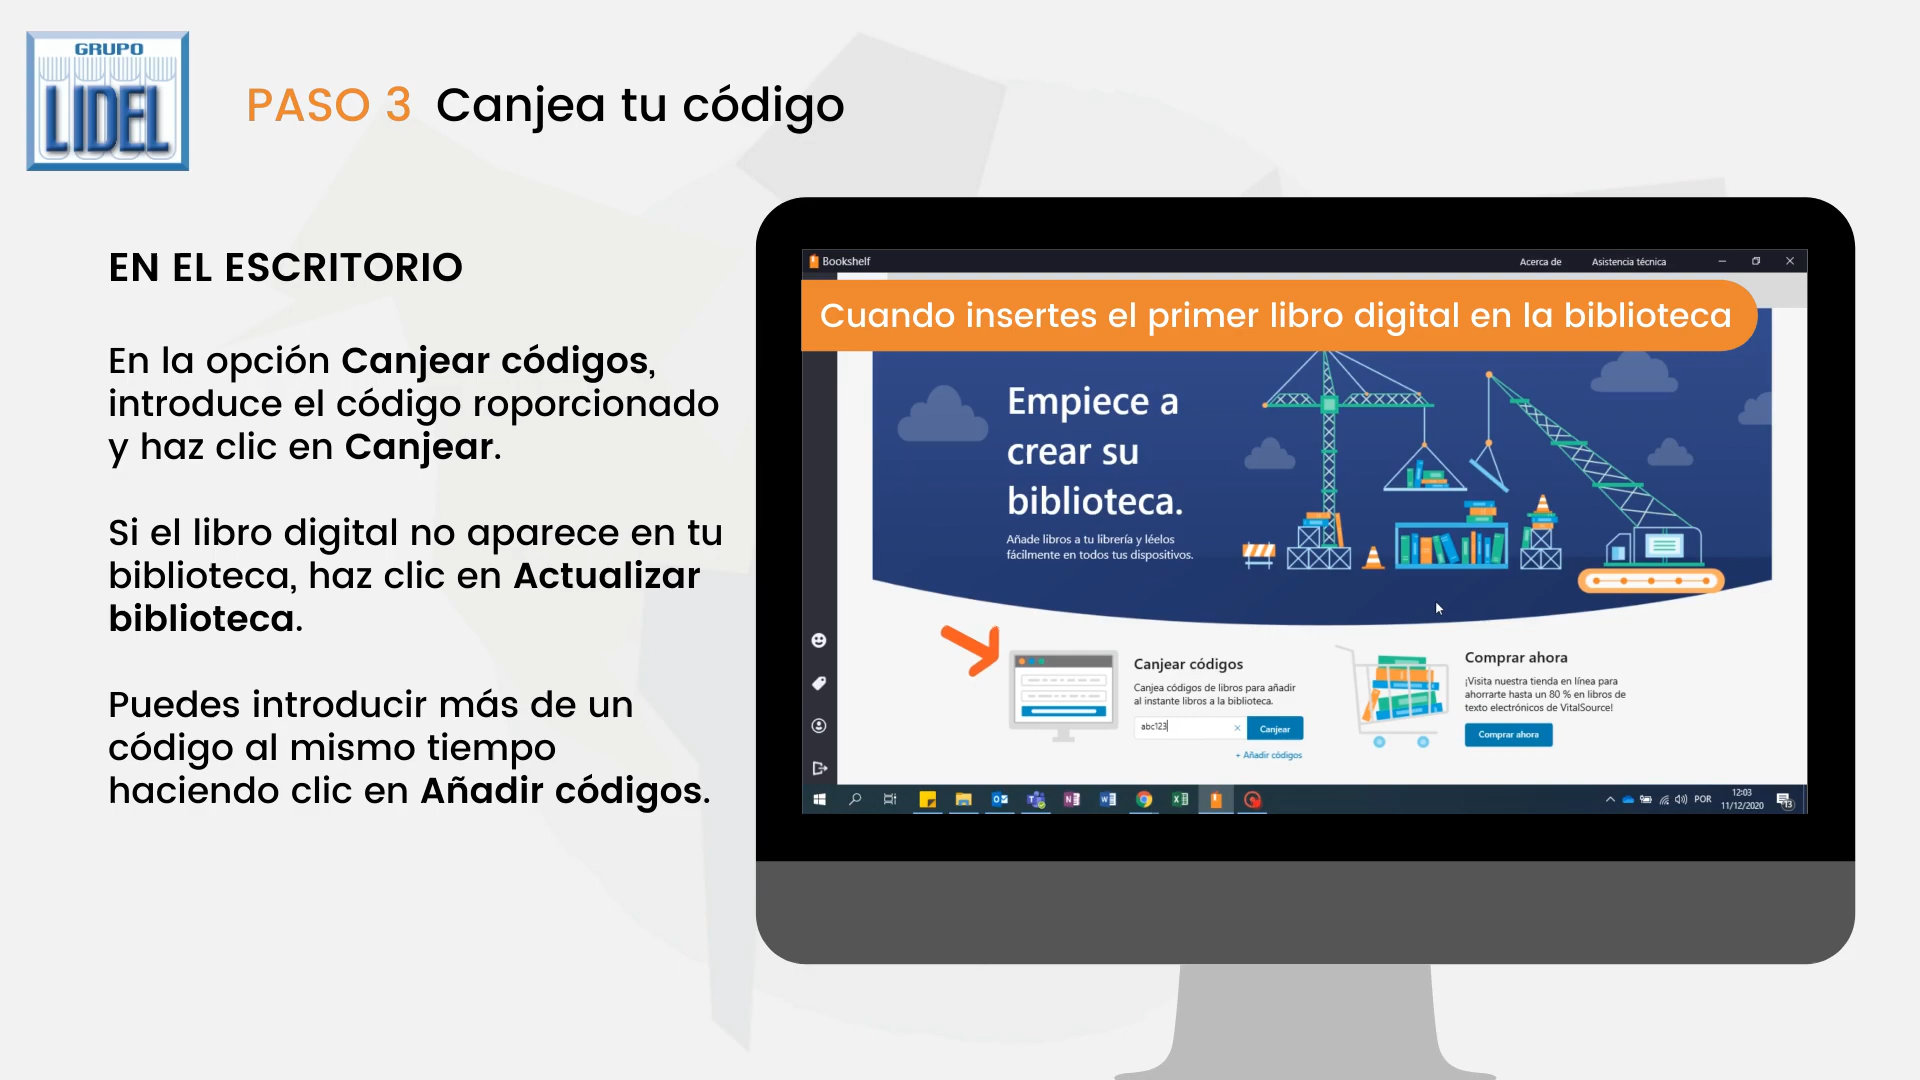 GRUPO
LIDEL
PASO 3 Canjea tu código
EN EL ESCRITORIO
En la opción Canjear códigos,
introduce el código roporcionado
y haz clic en Canjear.
Si el libro digital no aparece en tu
biblioteca, haz clic en Actualizar
biblioteca.
Puedes introducir más de un
código al mismo tiempo
haciendo clic en Añadir códigos.
Bookshelf
Acerca de
Asistencia técnica
Cuando insertes el primer libro digital en la biblioteca
Empiece a
crear su
biblioteca.
Añade libros a tu librería y léelos
fácilmente en todos tus dispositivos.
Canjear códigos
Canjea códigos de libros para añadir
al instante libros a la biblioteca.
abc123
Canjear
+ Añadir códigos
Comprar ahora
¡Visita nuestra tienda en línea para
ahorrarte hasta un 80 % en libros de
texto electrónicos de VitalSource!
Comprar ahora
POR
12:03
11/12/2020
13